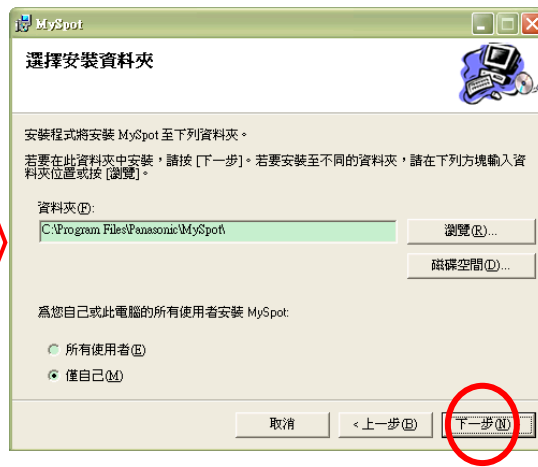 MySpot
選擇安裝資料夾
安裝程式將安裝 MySpot 至下列資料夾。
若要在此資料夾中安裝，請按 [下一步]。若要安裝至不同的資料夾，請在下列方塊輸入資
料夾位置或按 [瀏覽]。
資料夾(F):
C:\Program Files\Panasonic\MySpot\
瀏覽(R)...
磁碟空間(D)...
爲您自己或此電腦的所有使用者安裝 MySpot:
所有使用者(E)
僅自己(M)
取消
<上一步(B)
下一步(N)